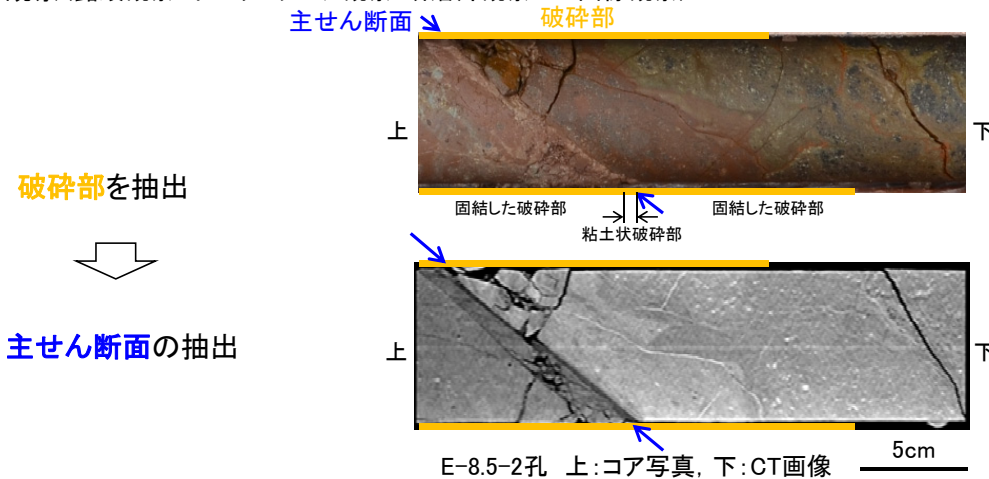 主せん断面
破砕部
上
下
破砕部を抽出
固結した破砕部
固結した破砕部
粘土状破砕部
主せん断面の抽出
上
下
5cm
E-8.5-2孔 上:コア写真, 下:CT画像